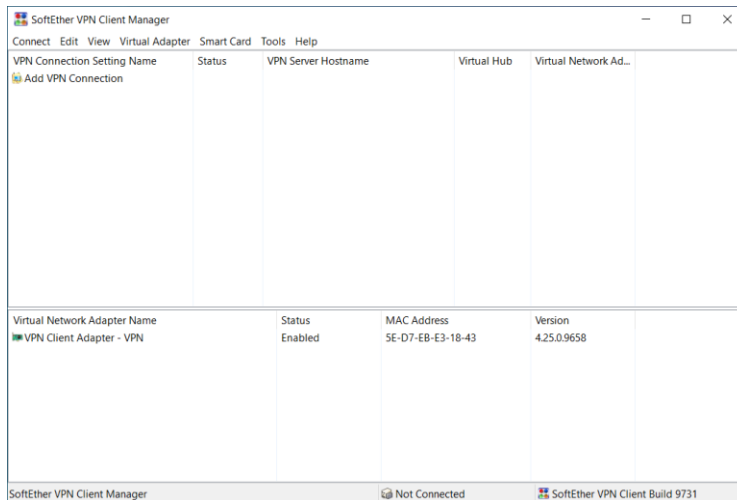 SoftEther VPN Client Manager
Connect Edit View Virtual Adapter Smart Card Tools Help
VPN Connection Setting Name Status VPN Server Hostname Virtual Hub Virtual Network Ad...
Add VPN Connection
Virtual Network Adapter Name Status MAC Address Version
VPN Client Adapter - VPN Enabled 5E-D7-EB-E3-18-43 4.25.0.9658
SoftEther VPN Client Manager Not Connected SoftEther VPN Client Build 9731